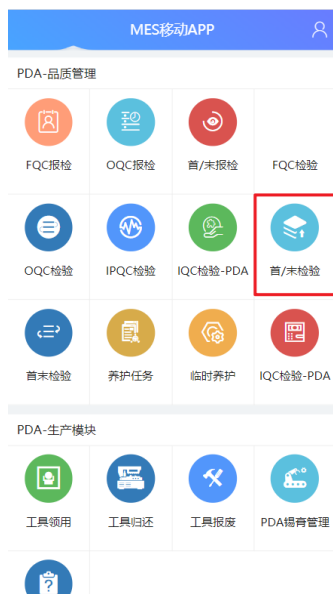 MES移动APP
PDA-品质管理
FQC报检
OQC报检
首/末报检
FQC检验
OQC检验
IPQC检验
IQC检验-PDA
首/末检验
首末检验
养护任务
临时养护
IQC检验-PDA
PDA-生产模块
工具领用
工具归还
工具报废
PDA锡膏管理